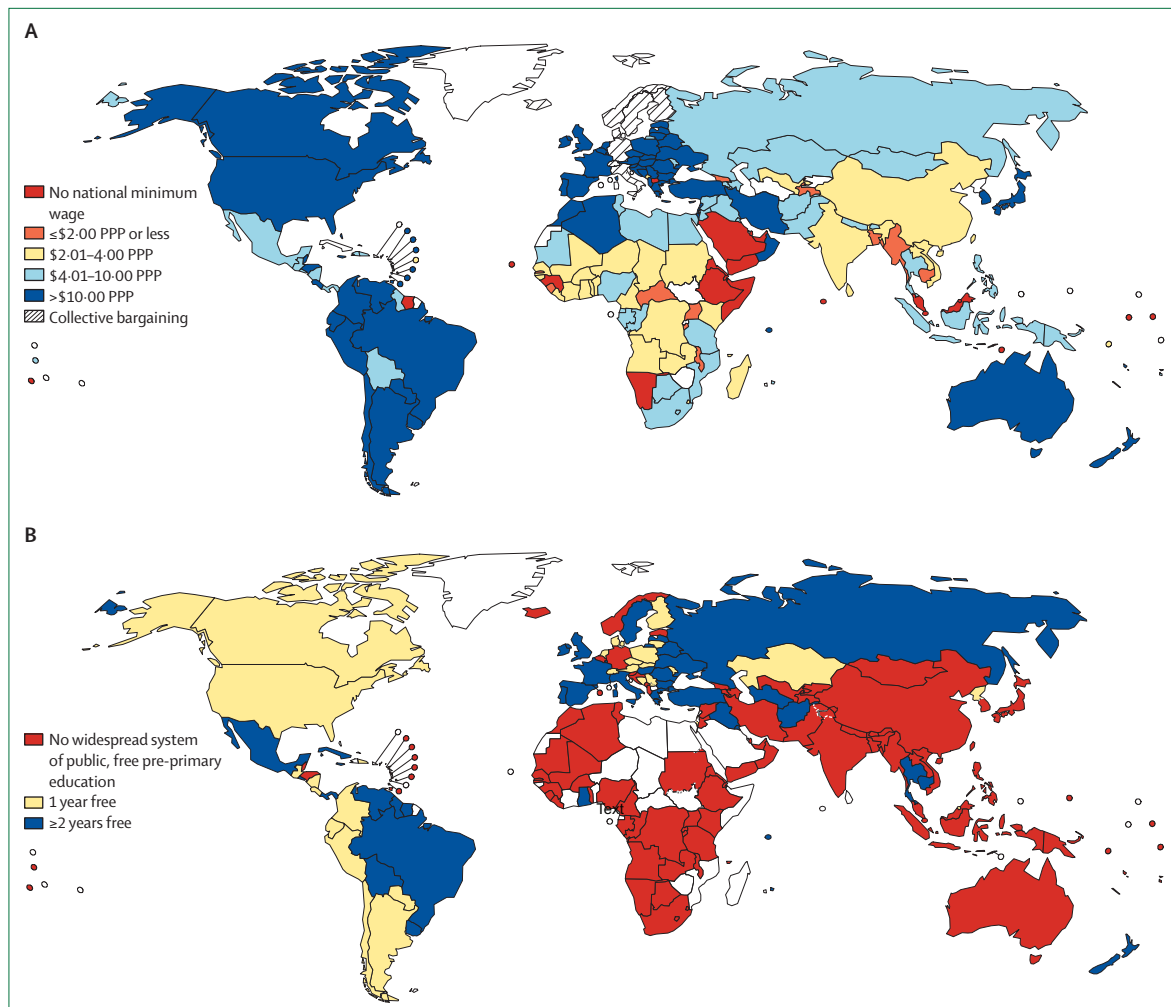 A
No national minimum
wage
≤$2·00 PPP or less
$2·01–4·00 PPP
$4·01–10·00 PPP
>$10·00 PPP
Collective bargaining
B
No widespread system
of public, free pre-primary
education
1 year free
≥2 years free
Text